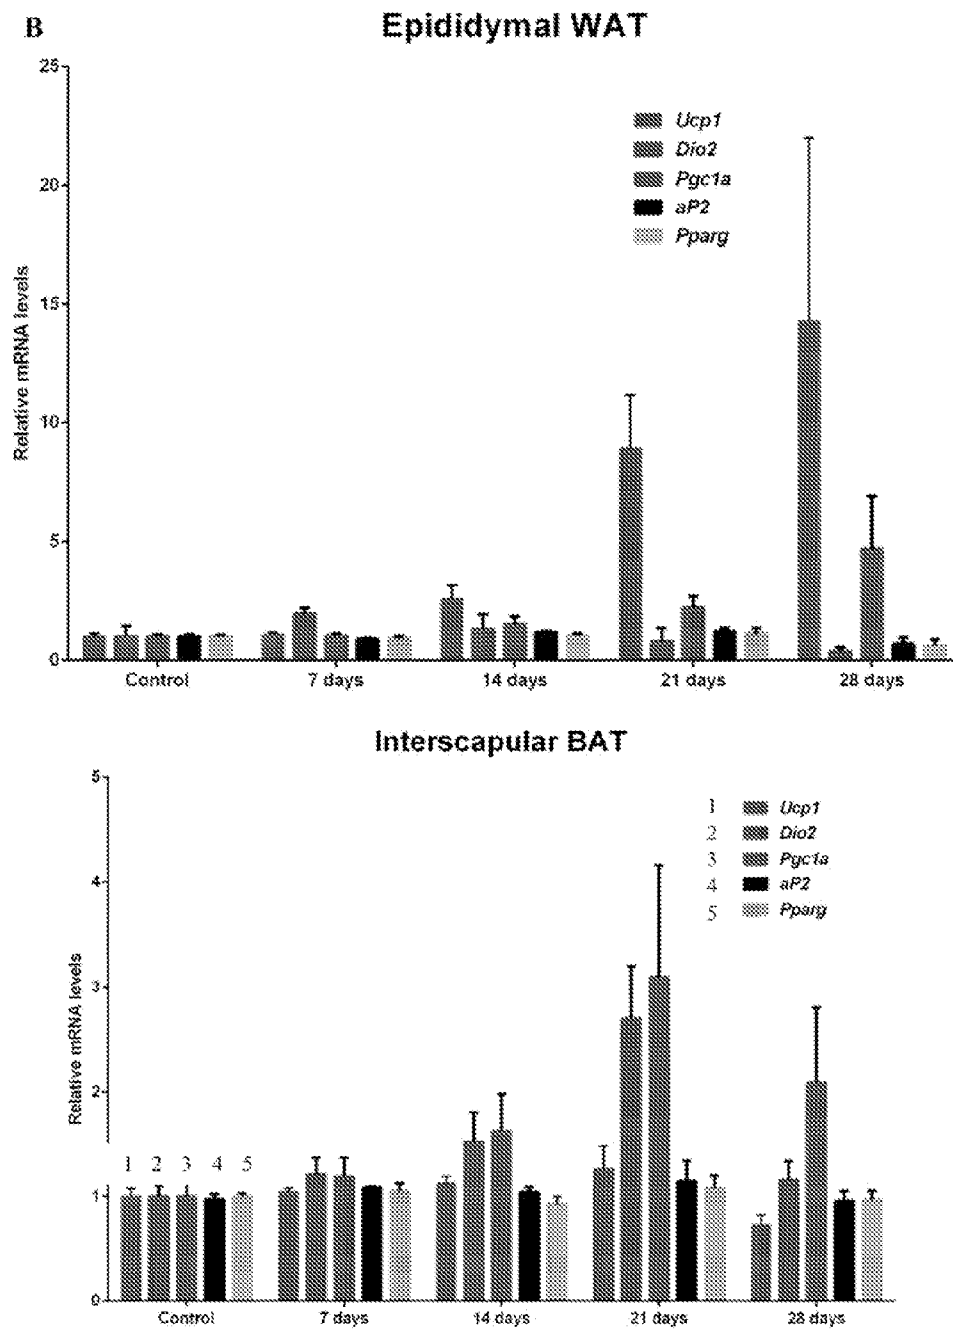 B
Epididymal WAT
25
20
15
10
5
0
Relative mRNA levels
Ucp1
Dio2
Pgc1a
aP2
Pparg
Control 7 days 14 days 21 days 28 days
Interscapular BAT
5
4
3
2
1
0
Relative mRNA levels
1 Ucp1
2 Dio2
3 Pgc1a
4 aP2
5 Pparg
1 2 3 4 5
Control 7 days 14 days 21 days 28 days